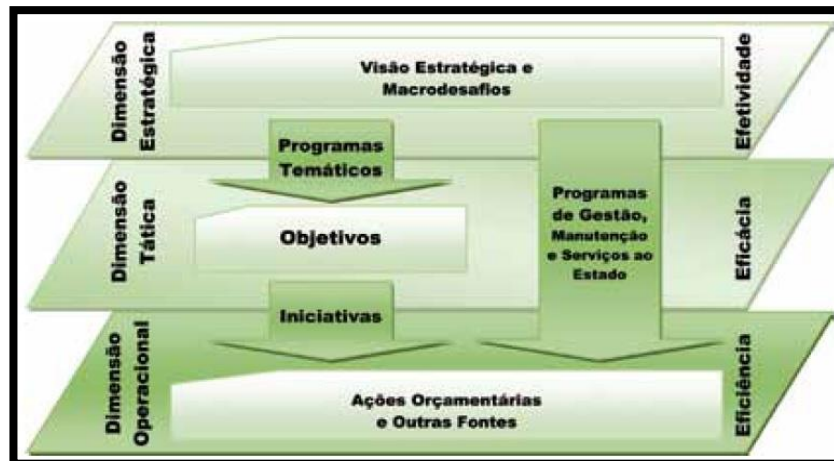 Dimensão
Estratégica
Visão Estratégica e
Macrodesafios
Efetividade
Programas
Temáticos
Dimensão
Tática
Objetivos
Programas
de Gestão,
Manutenção
e Serviços ao
Estado
Eficácia
Iniciativas
Dimensão
Operacional
Ações Orçamentárias
e Outras Fontes
Eficiência